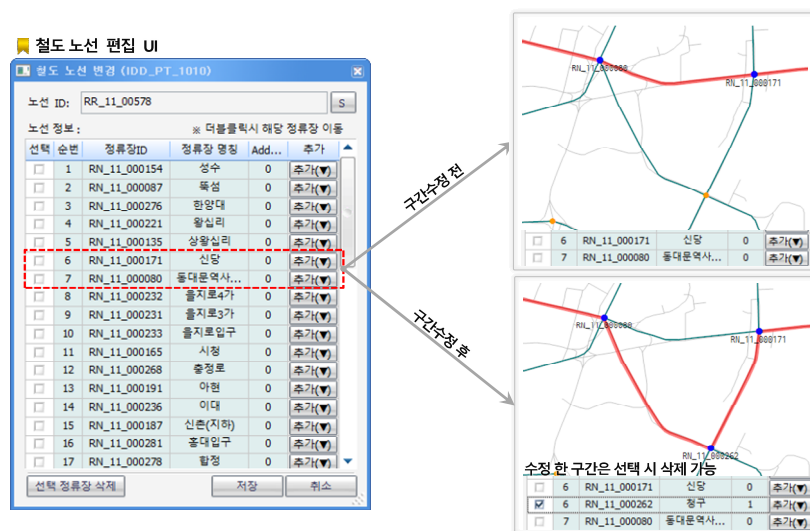 철도 노선 편집 UI
철도 노선 변경 (IDD_PT_1010)
노선 ID: RR_11_00578 S
노선 정보: ※ 더블클릭시 해당 정류장 이동
선택 순번 정류장ID 정류장 명칭 Add... 추가
1 RN_11_000154 성수 0 추가(▼)
2 RN_11_000087 뚝섬 0 추가(▼)
3 RN_11_000276 한양대 0 추가(▼)
4 RN_11_000221 왕십리 0 추가(▼)
5 RN_11_000135 상왕십리 0 추가(▼)
6 RN_11_000171 신당 0 추가(▼)
7 RN_11_000080 동대문역사... 0 추가(▼)
8 RN_11_000232 을지로4가 0 추가(▼)
9 RN_11_000231 을지로3가 0 추가(▼)
10 RN_11_000233 을지로입구 0 추가(▼)
11 RN_11_000165 시청 0 추가(▼)
12 RN_11_000268 충정로 0 추가(▼)
13 RN_11_000191 아현 0 추가(▼)
14 RN_11_000236 이대 0 추가(▼)
15 RN_11_000187 신촌(지하) 0 추가(▼)
16 RN_11_000281 홍대입구 0 추가(▼)
17 RN_11_000278 합정 0 추가(▼)
선택 정류장 삭제 저장 취소
구간수정 전
구간수정 후
RN_11_000080
RN_11_000171
6 RN_11_000171 신당 0 추가(▼)
7 RN_11_000080 동대문역사... 0 추가(▼)
RN_11_000080
RN_11_000171
RN_11_000262
수정 한 구간은 선택 시 삭제 가능
6 RN_11_000171 신당 0 추가(▼)
6 RN_11_000262 청구 1 추가(▼)
7 RN_11_000080 동대문역사... 0 추가(▼)